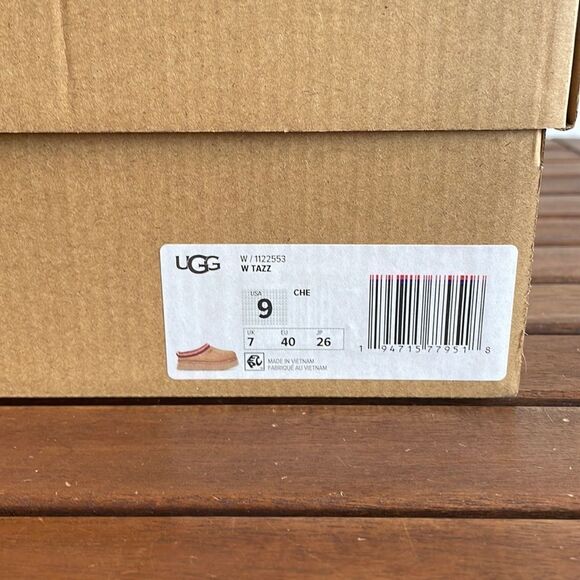 UGG
W / 1122553
W TAZZ
USA
9
CHE
UK EU JP
7 40 26
MADE IN VIETNAM
FABRIQUÉ AU VIETNAM
1 94715 77951 8